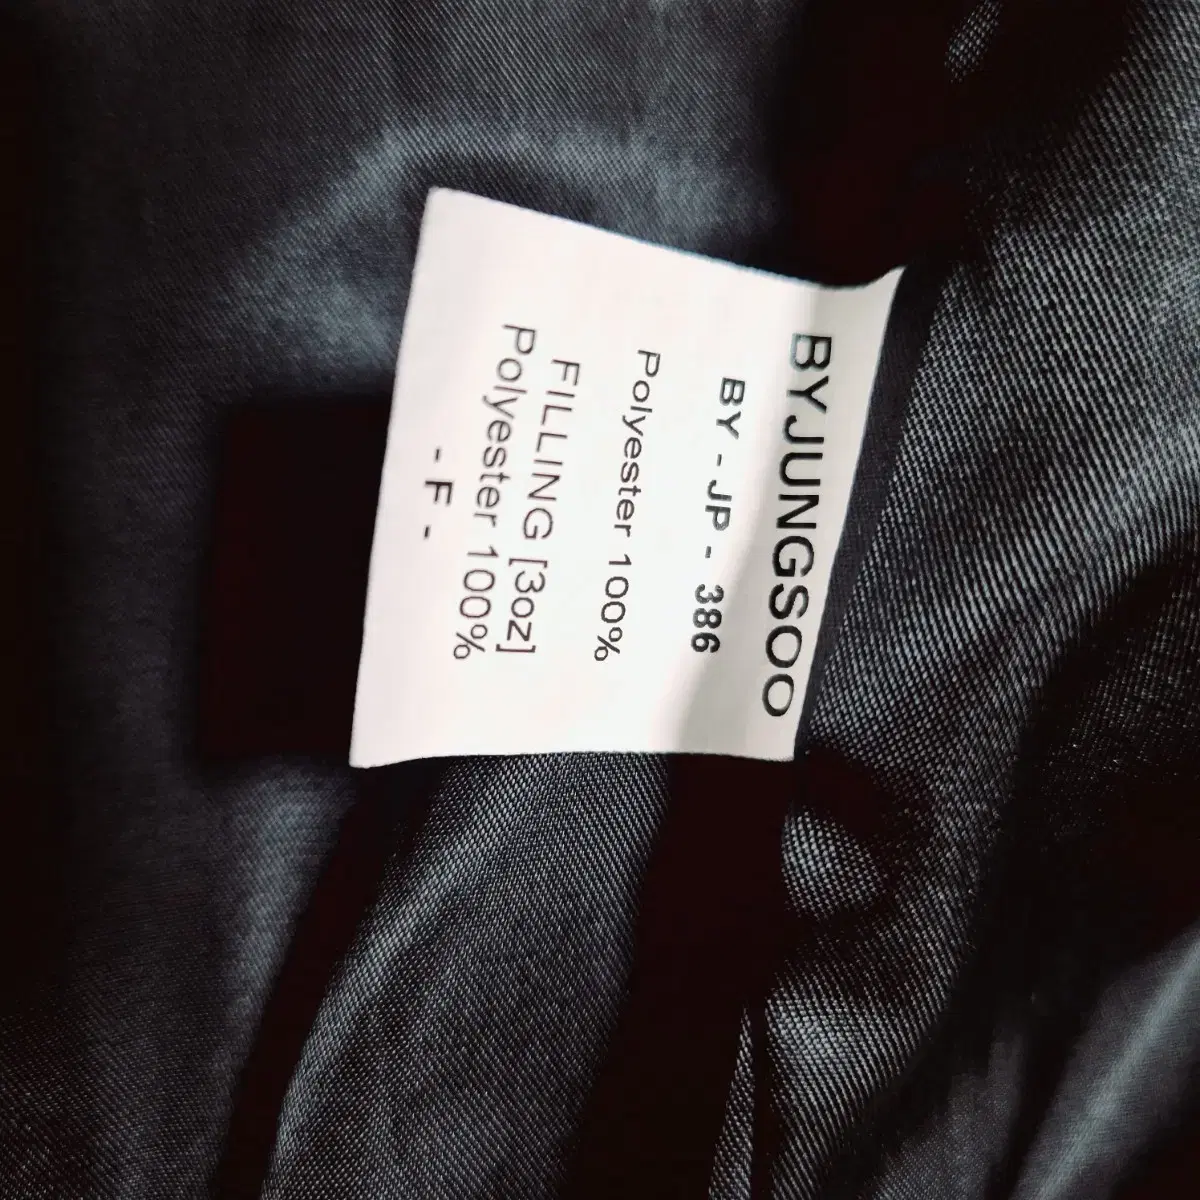 BYJUNGSOO
BY - JP - 386
Polyester 100%
FILLING [3oz]
Polyester 100%
- F -